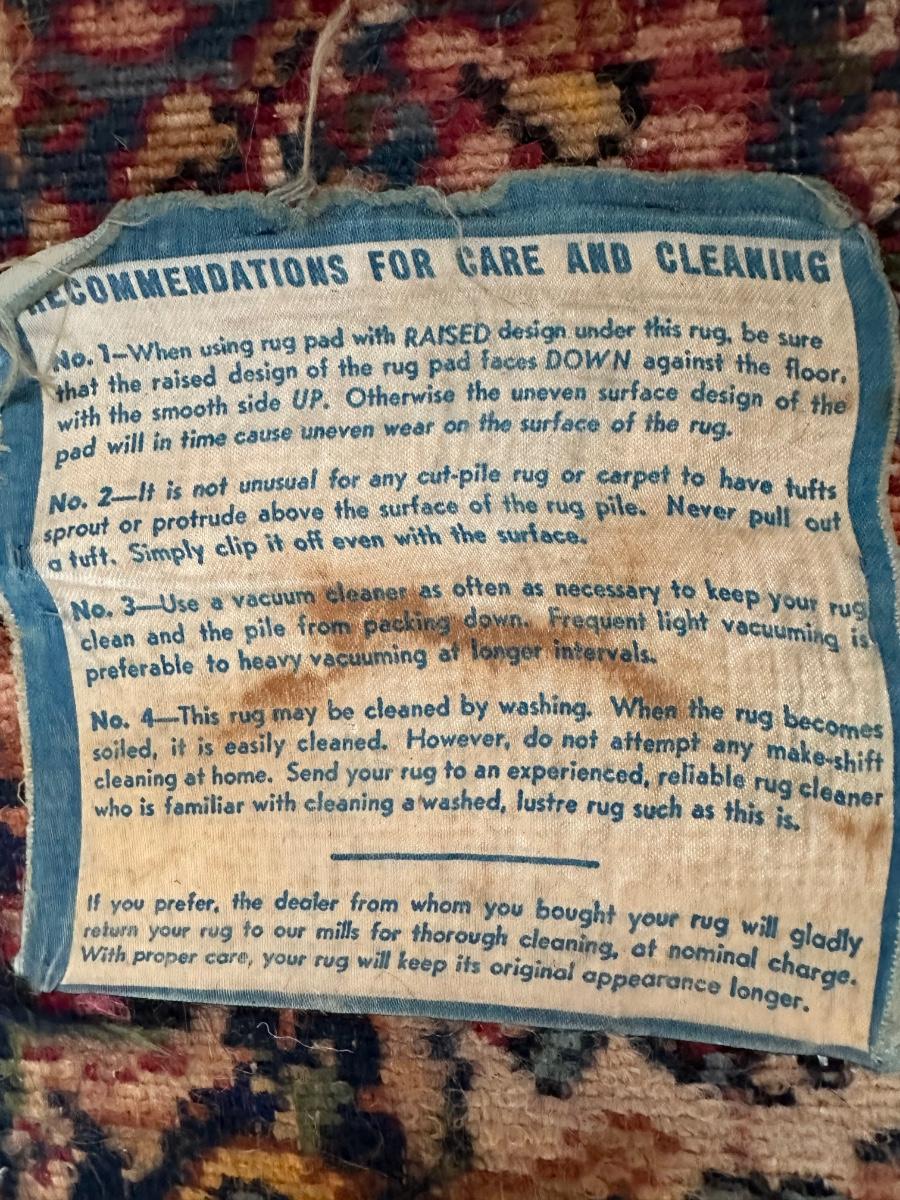 RECOMMENDATIONS FOR CARE AND CLEANING
No. 1—When using rug pad with RAISED design under this rug, be sure
that the raised design of the rug pad faces DOWN against the floor,
with the smooth side UP. Otherwise the uneven surface design of the
pad will in time cause uneven wear on the surface of the rug.
No. 2—It is not unusual for any cut-pile rug or carpet to have tufts
sprout or protrude above the surface of the rug pile. Never pull out
a tuft. Simply clip it off even with the surface.
No. 3—Use a vacuum cleaner as often as necessary to keep your rug
clean and the pile from packing down. Frequent light vacuuming is
preferable to heavy vacuuming at longer intervals.
No. 4—This rug may be cleaned by washing. When the rug becomes
soiled, it is easily cleaned. However, do not attempt any make-shift
cleaning at home. Send your rug to an experienced, reliable rug cleaner
who is familiar with cleaning a washed, lustre rug such as this is.
If you prefer, the dealer from whom you bought your rug will gladly
return your rug to our mills for thorough cleaning, at nominal charge.
With proper care, your rug will keep its original appearance longer.